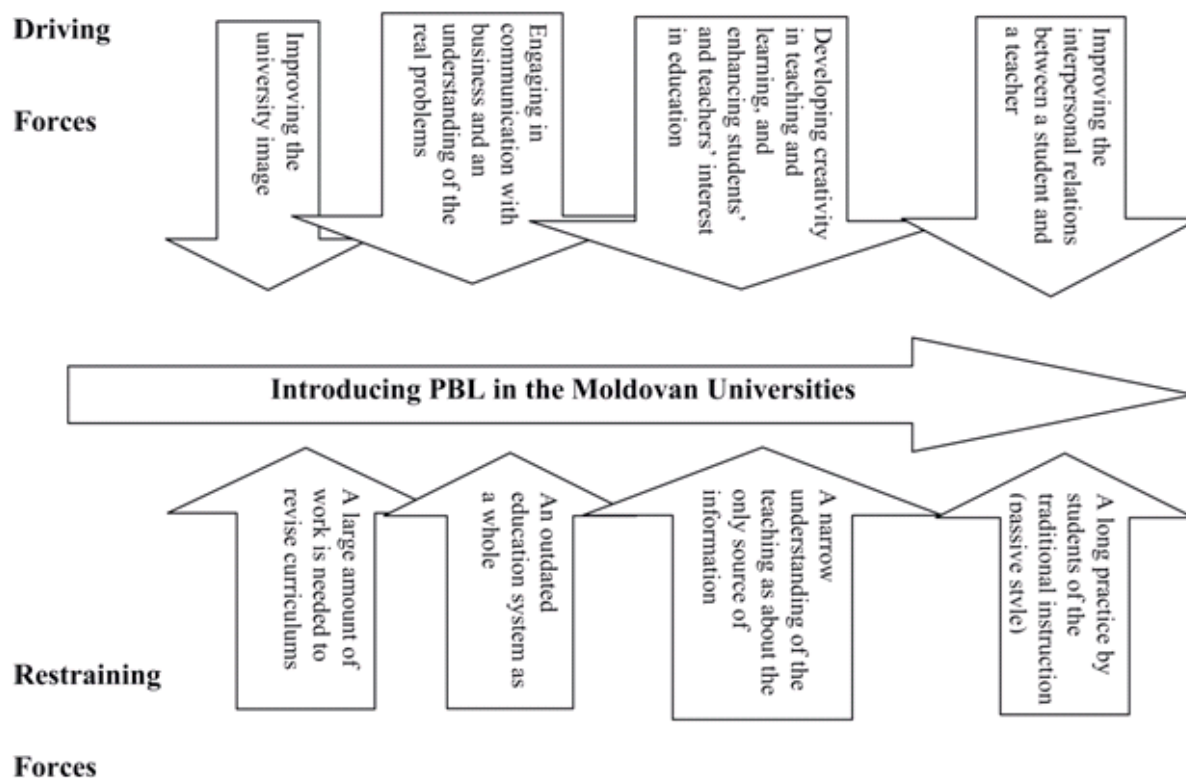 Driving
Forces
Improving the
university image
Engaging in
communication with
business and an
understanding of the
real problems
Developing creativity
in teaching and
learning, and
enhancing students'
and teachers' interest
in education
Improving the
interpersonal relations
between a student and
a teacher
Introducing PBL in the Moldovan Universities
A large amount of
work is needed to
revise curriculums
An outdated
education system as
a whole
A narrow
understanding of the
teaching as about the
only source of
information
A long practice by
students of the
traditional instruction
(passive style)
Restraining
Forces